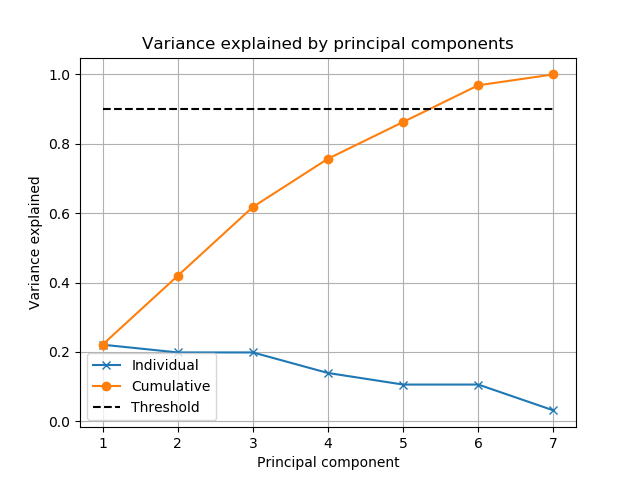 Variance explained by principal components
Variance explained
1.0
0.8
0.6
0.4
0.2
0.0
Individual
Cumulative
Threshold
1 2 3 4 5 6 7
Principal component